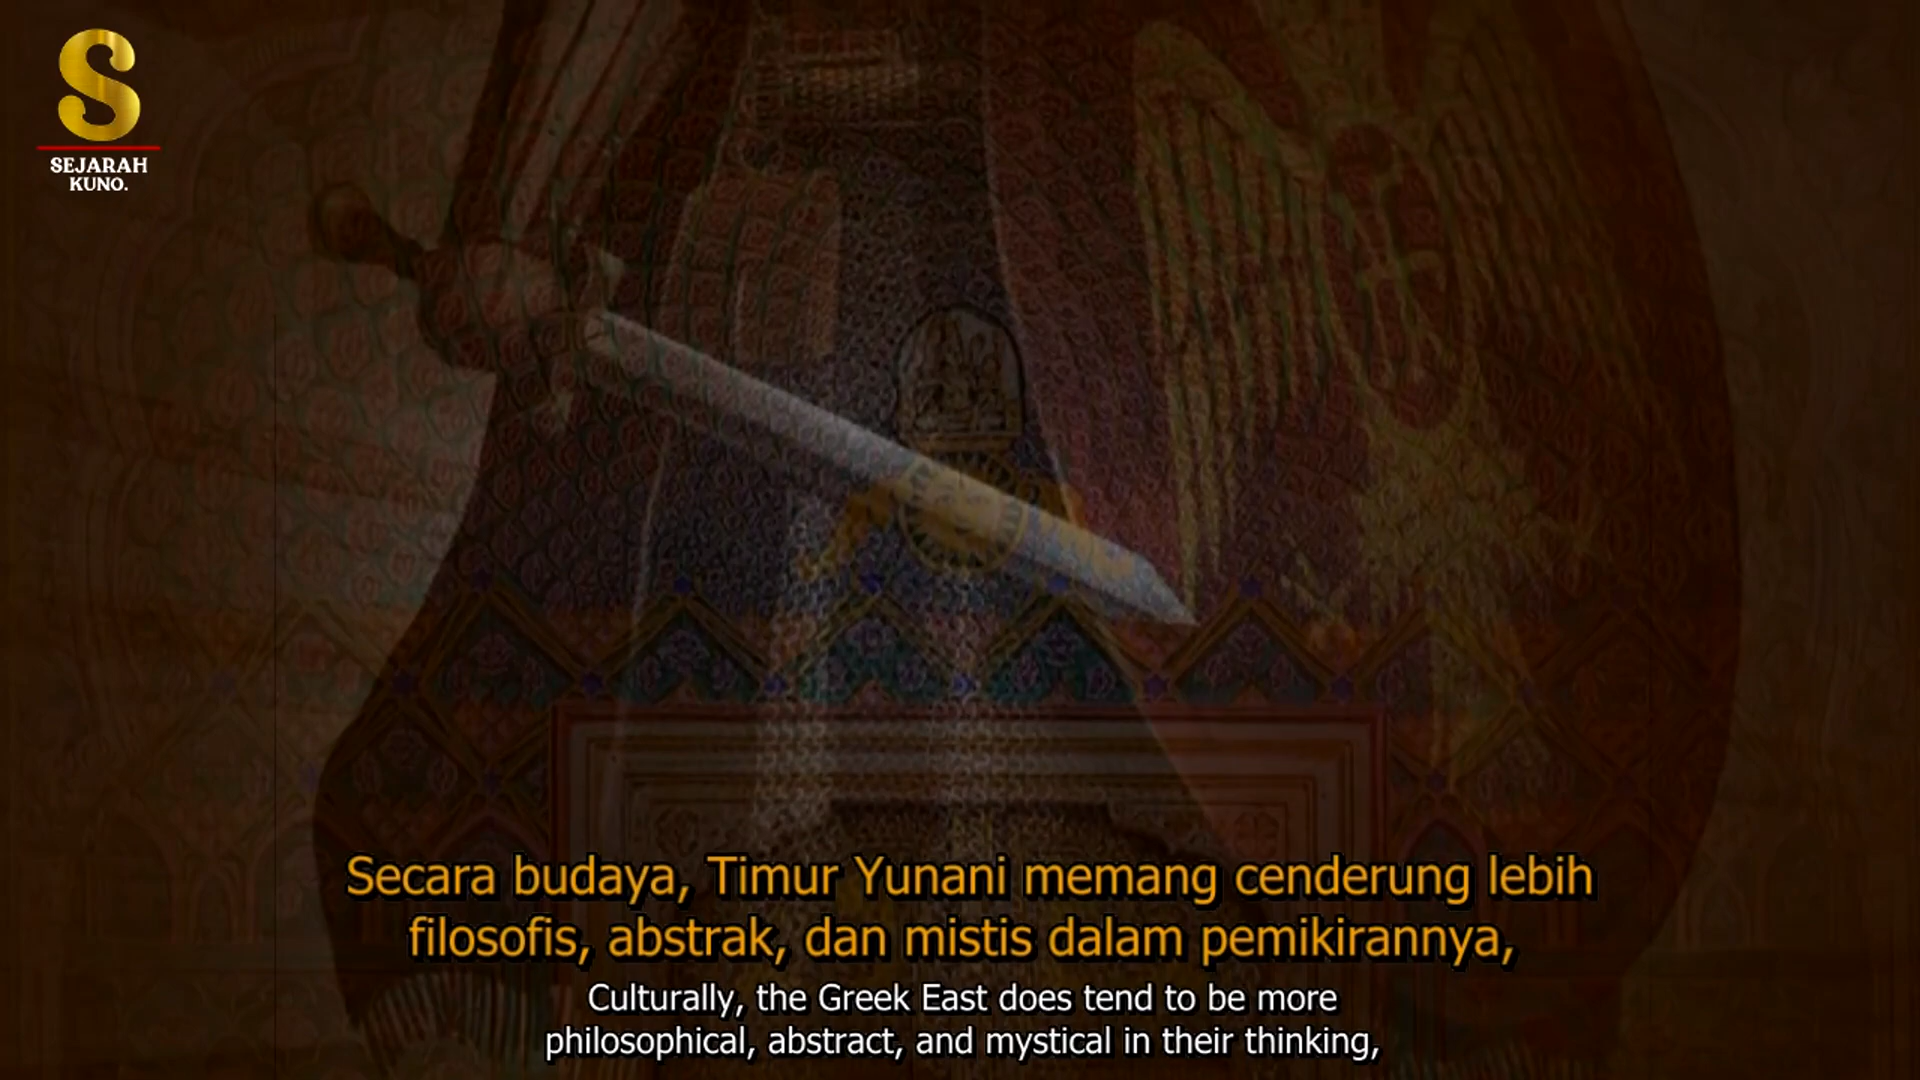 S
SEJARAH
KUNO.
Secara budaya, Timur Yunani memang cenderung lebih
filosofis, abstrak, dan mistis dalam pemikirannya,
Culturally, the Greek East does tend to be more
philosophical, abstract, and mystical in their thinking,